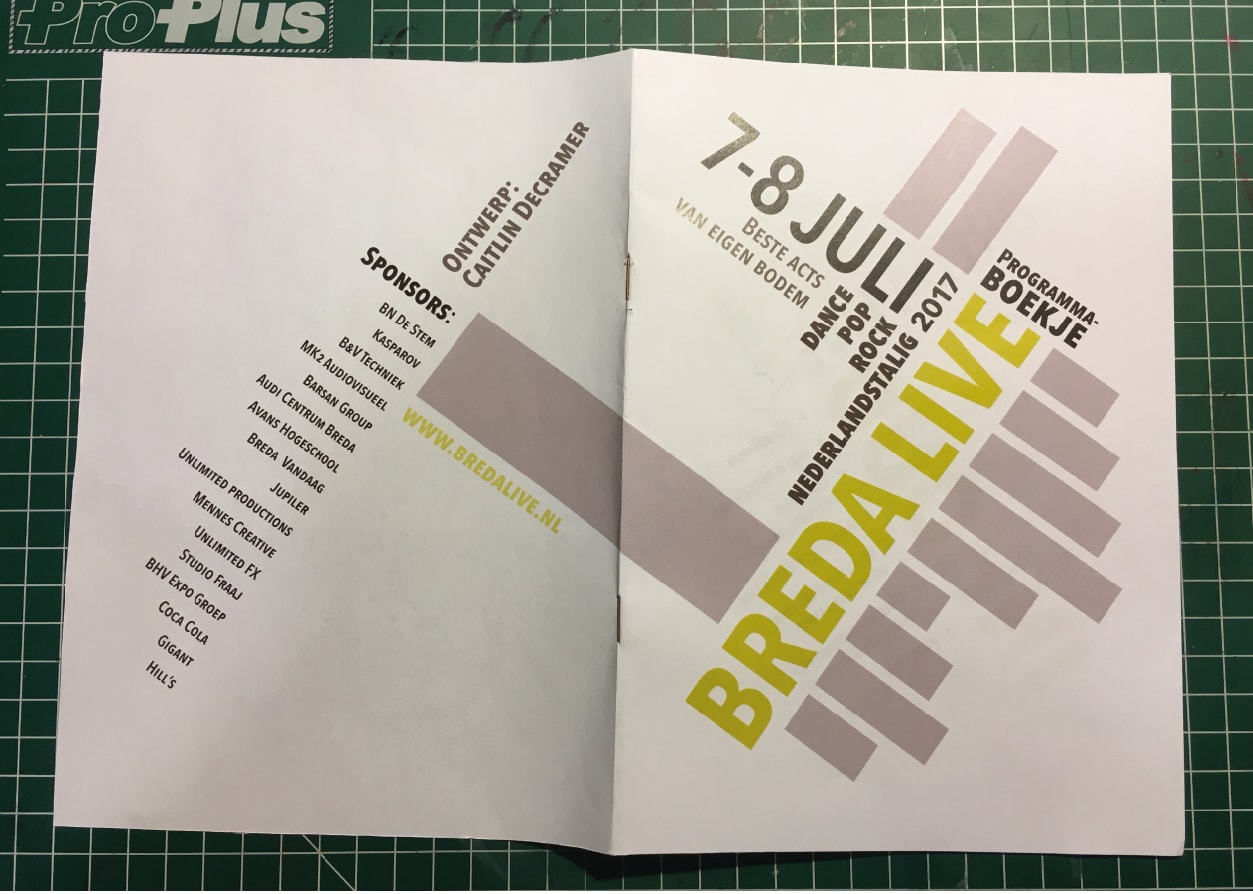 ProPlus
ONTWERP:
CAITLIN DECRAMER
SPONSORS:
BN DE STEM
KASPAROV
B&V TECHNIEK
MK2 AUDIOVISUEEL
BARSAN GROUP
AUDI CENTRUM BREDA
AVANS HOGESCHOOL
BREDA VANDAAG
JUPILER
UNLIMITED PRODUCTIONS
MENNES CREATIVE
UNLIMITED FX
STUDIO FRAAJ
BHV EXPO GROEP
COCA COLA
GIGANT
HILL'S
WWW.BREDALIVE.NL
7-8 JULI
BESTE ACTS
VAN EIGEN BODEM
DANCE
POP
ROCK
NEDERLANDSTALIG 2017
BREDA LIVE
PROGRAMMA-
BOEKJE